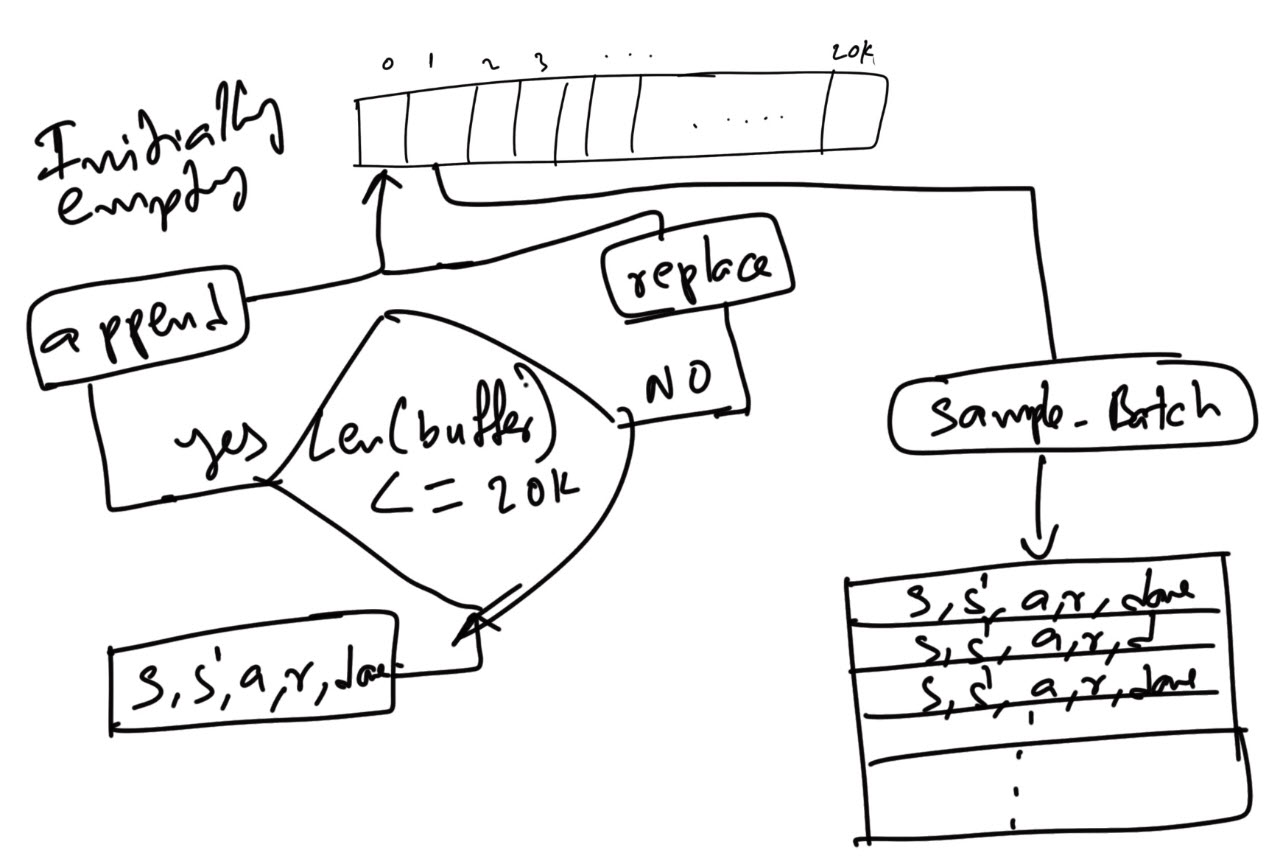 0 1 2 3 ... 20k
Initially
empty
.....
append
replace
yes
NO
Len(buffer)
<= 20k
s, s', a, r, done
Sample_Batch
s, s', a, r, done
s, s', a, r, d
s, s', a, r, done